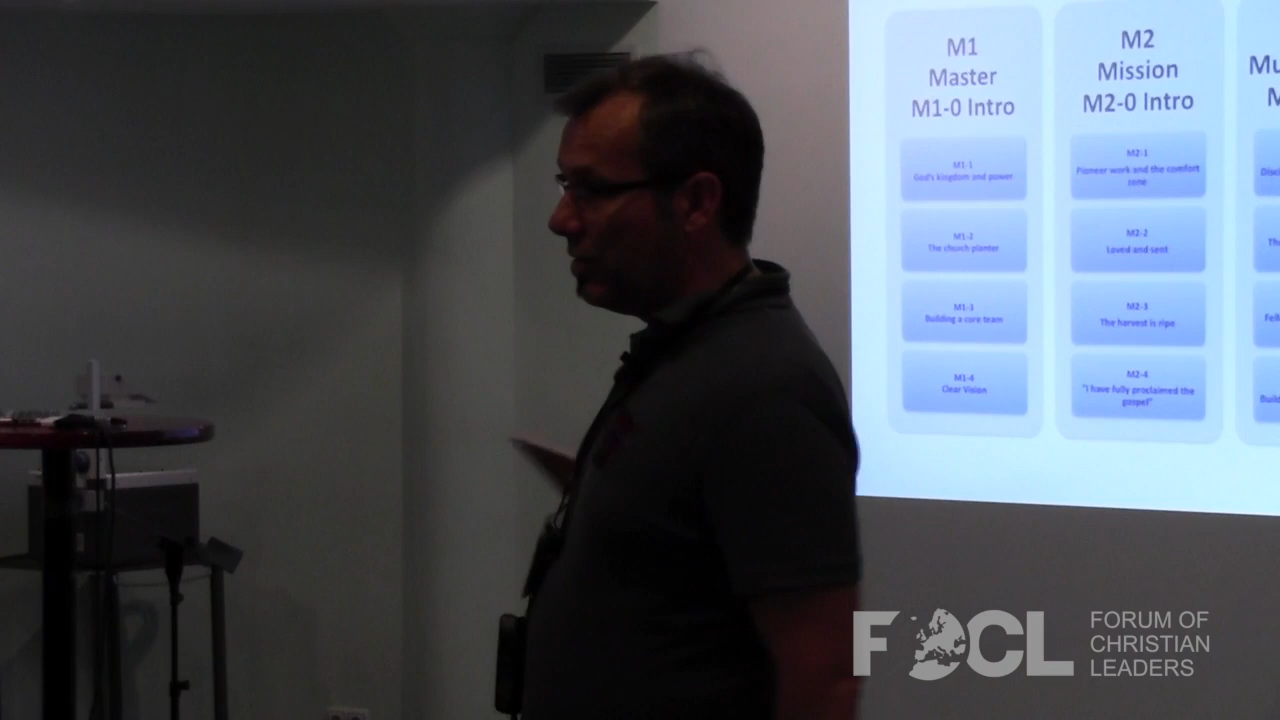 M1
Master
M1-0 Intro
M1-1
God's kingdom and power
M1-2
The church planter
M1-3
Building a core team
M1-4
Clear Vision
M2
Mission
M2-0 Intro
M2-1
Pioneer work and the comfort
zone
M2-2
Loved and sent
M2-3
The harvest is ripe
M2-4
"I have fully proclaimed the
gospel"
FOCL
FORUM OF
CHRISTIAN
LEADERS